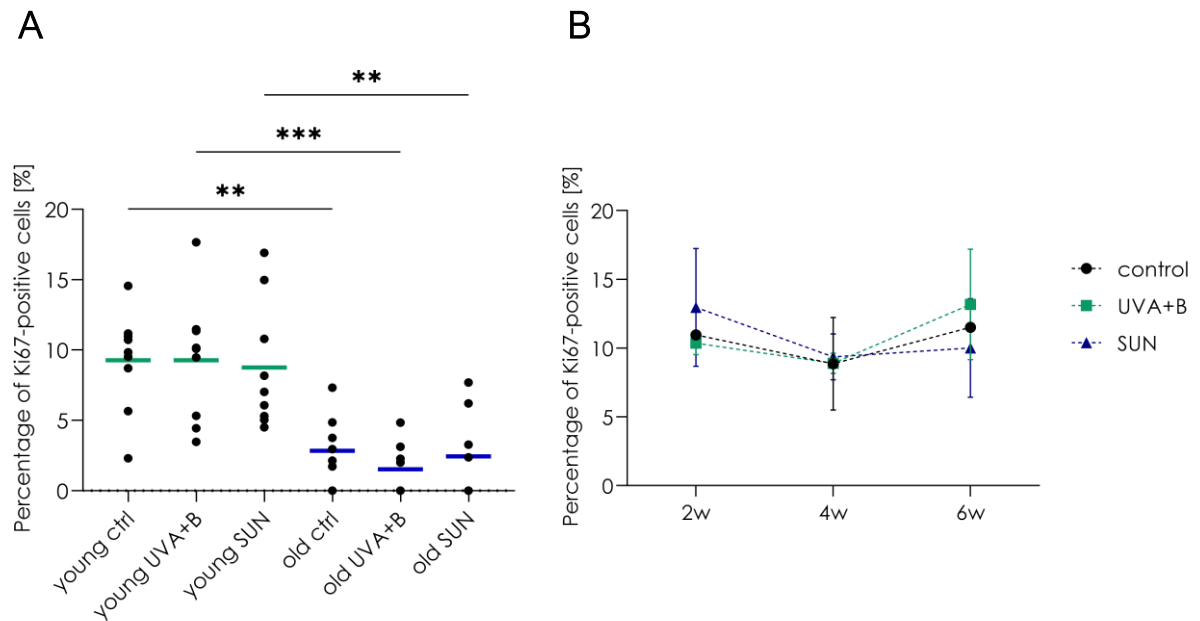 A
B
**
***
**
Percentage of Ki67-positive cells [%]
20
15
10
5
0
young ctrl
young UVA+B
young SUN
old ctrl
old UVA+B
old SUN
Percentage of Ki67-positive cells [%]
20
15
10
5
0
2w
4w
6w
control
UVA+B
SUN